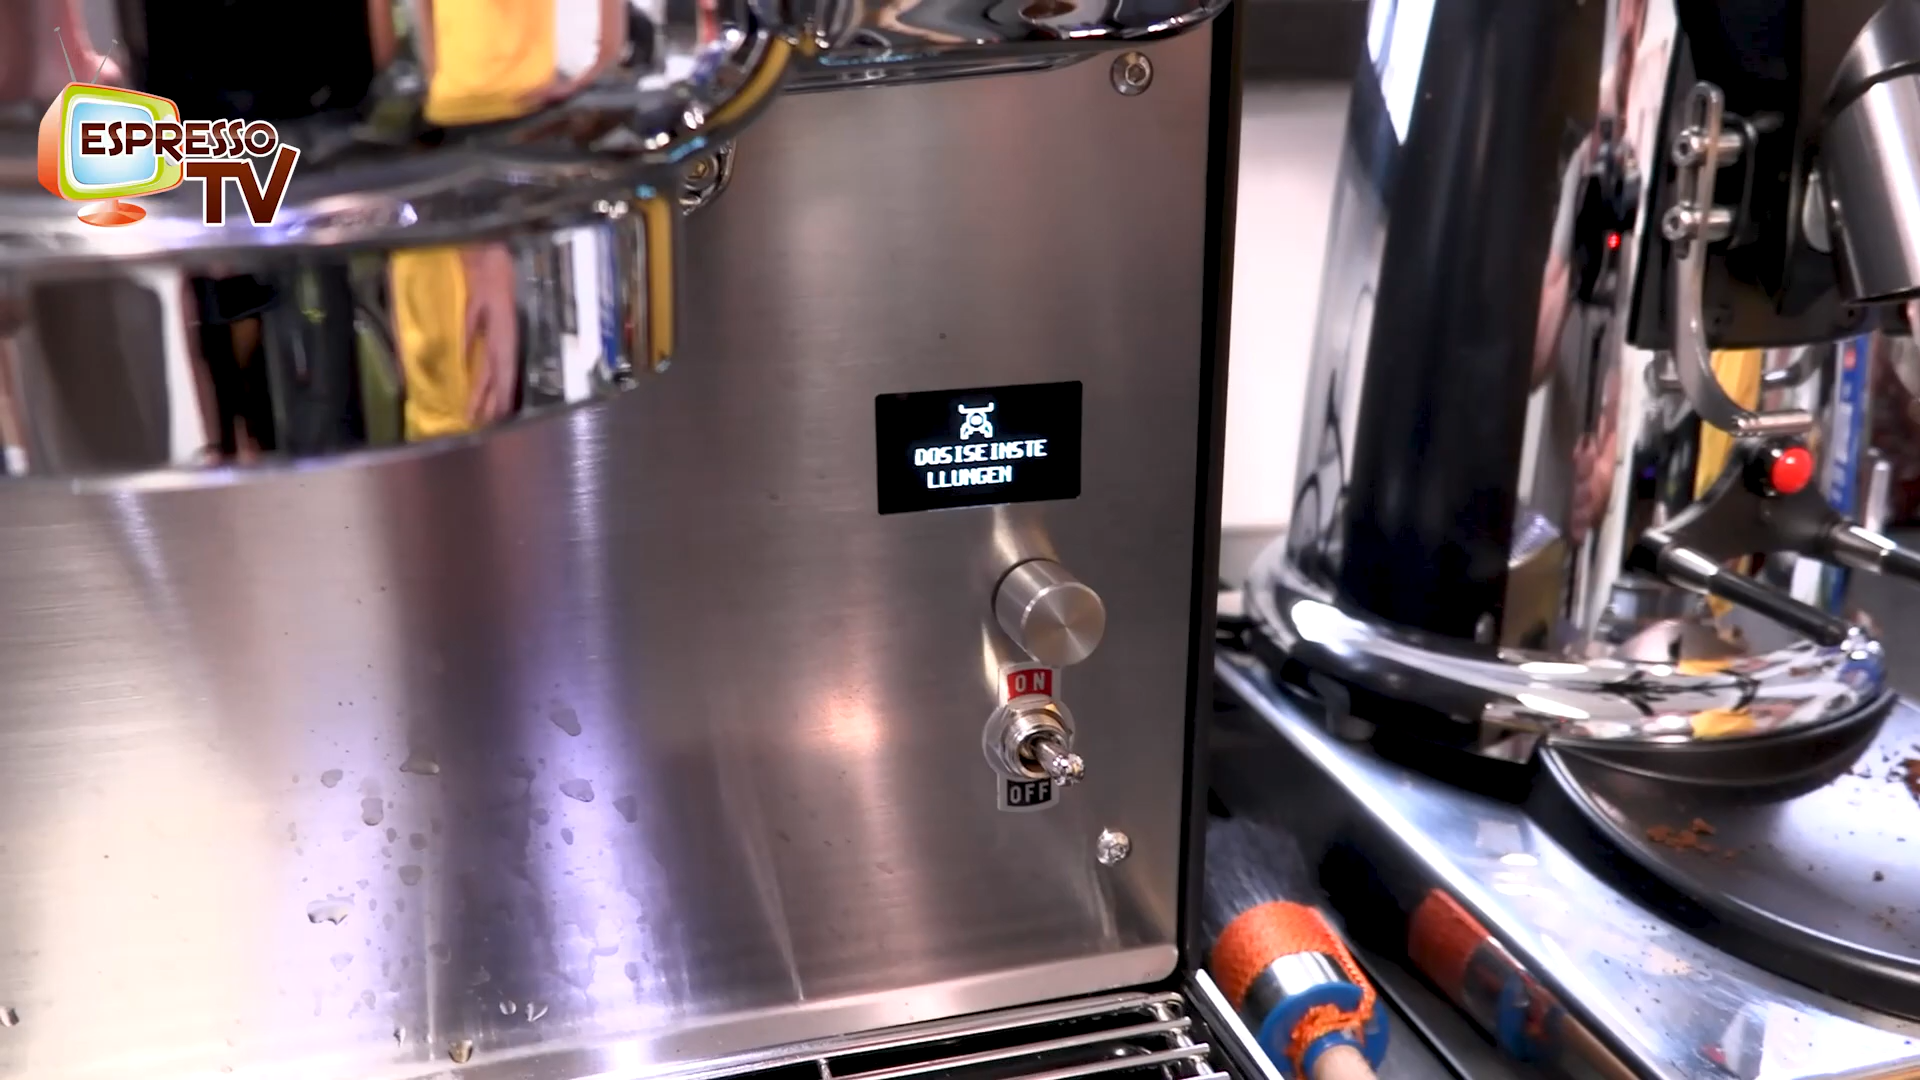 ESPRESSO
TV
DOSISEINSTE
LLUNGEN
ON
OFF